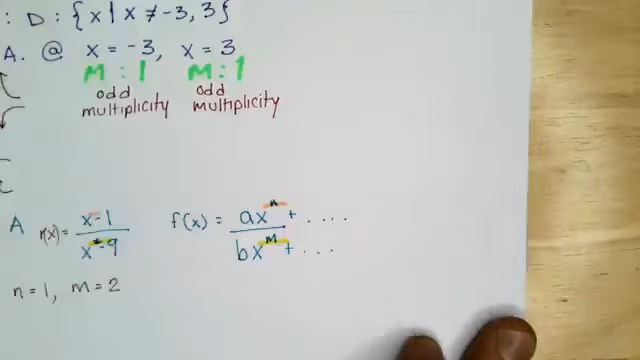 : D : { x | x ≠ -3, 3 }
A. @ x = -3, x = 3
M : 1 M : 1
odd odd
multiplicity multiplicity
A r(x) = x-1 / x²-9 f(x) = axⁿ + .... / bxᴹ + ...
n = 1, m = 2